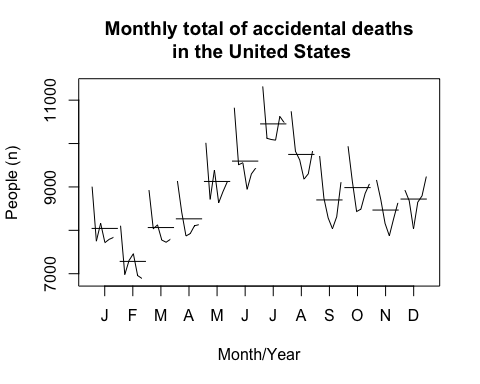 Monthly total of accidental deaths
in the United States
People (n)
11000
9000
7000
J F M A M J J A S O N D
Month/Year